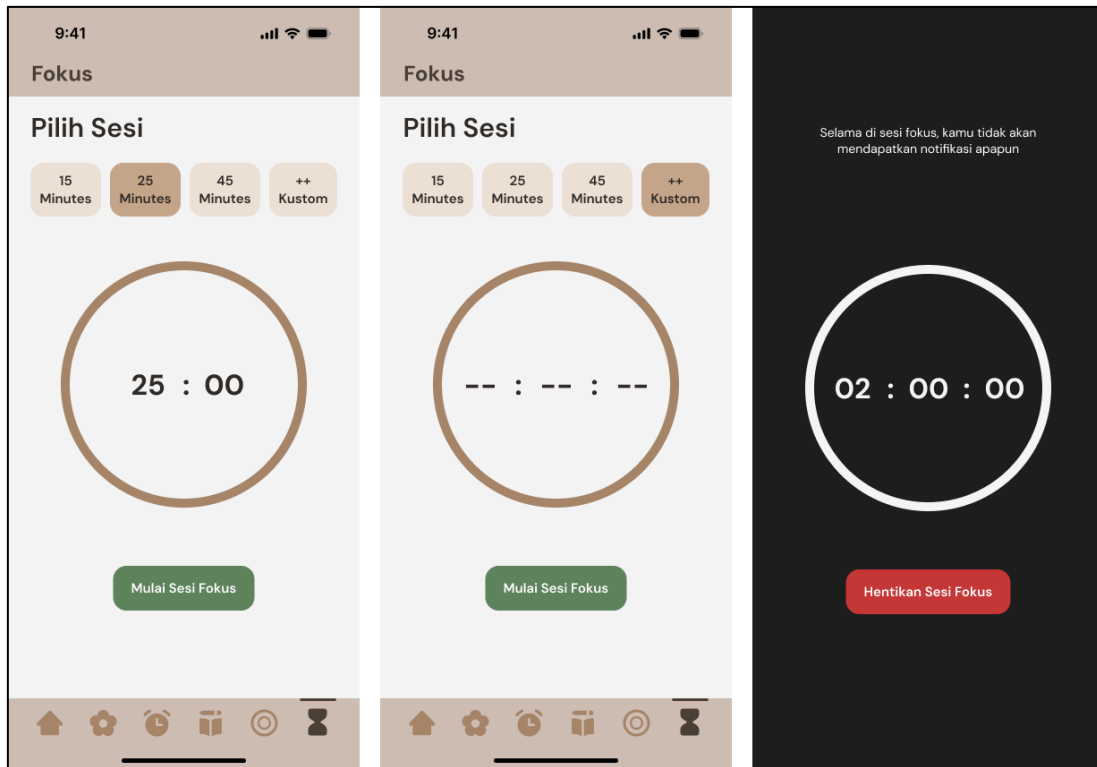 9:41
Fokus
Pilih Sesi
15
Minutes
25
Minutes
45
Minutes
++
Kustom
25 : 00
Mulai Sesi Fokus
9:41
Fokus
Pilih Sesi
15
Minutes
25
Minutes
45
Minutes
++
Kustom
-- : -- : --
Mulai Sesi Fokus
Selama di sesi fokus, kamu tidak akan
mendapatkan notifikasi apapun
02 : 00 : 00
Hentikan Sesi Fokus